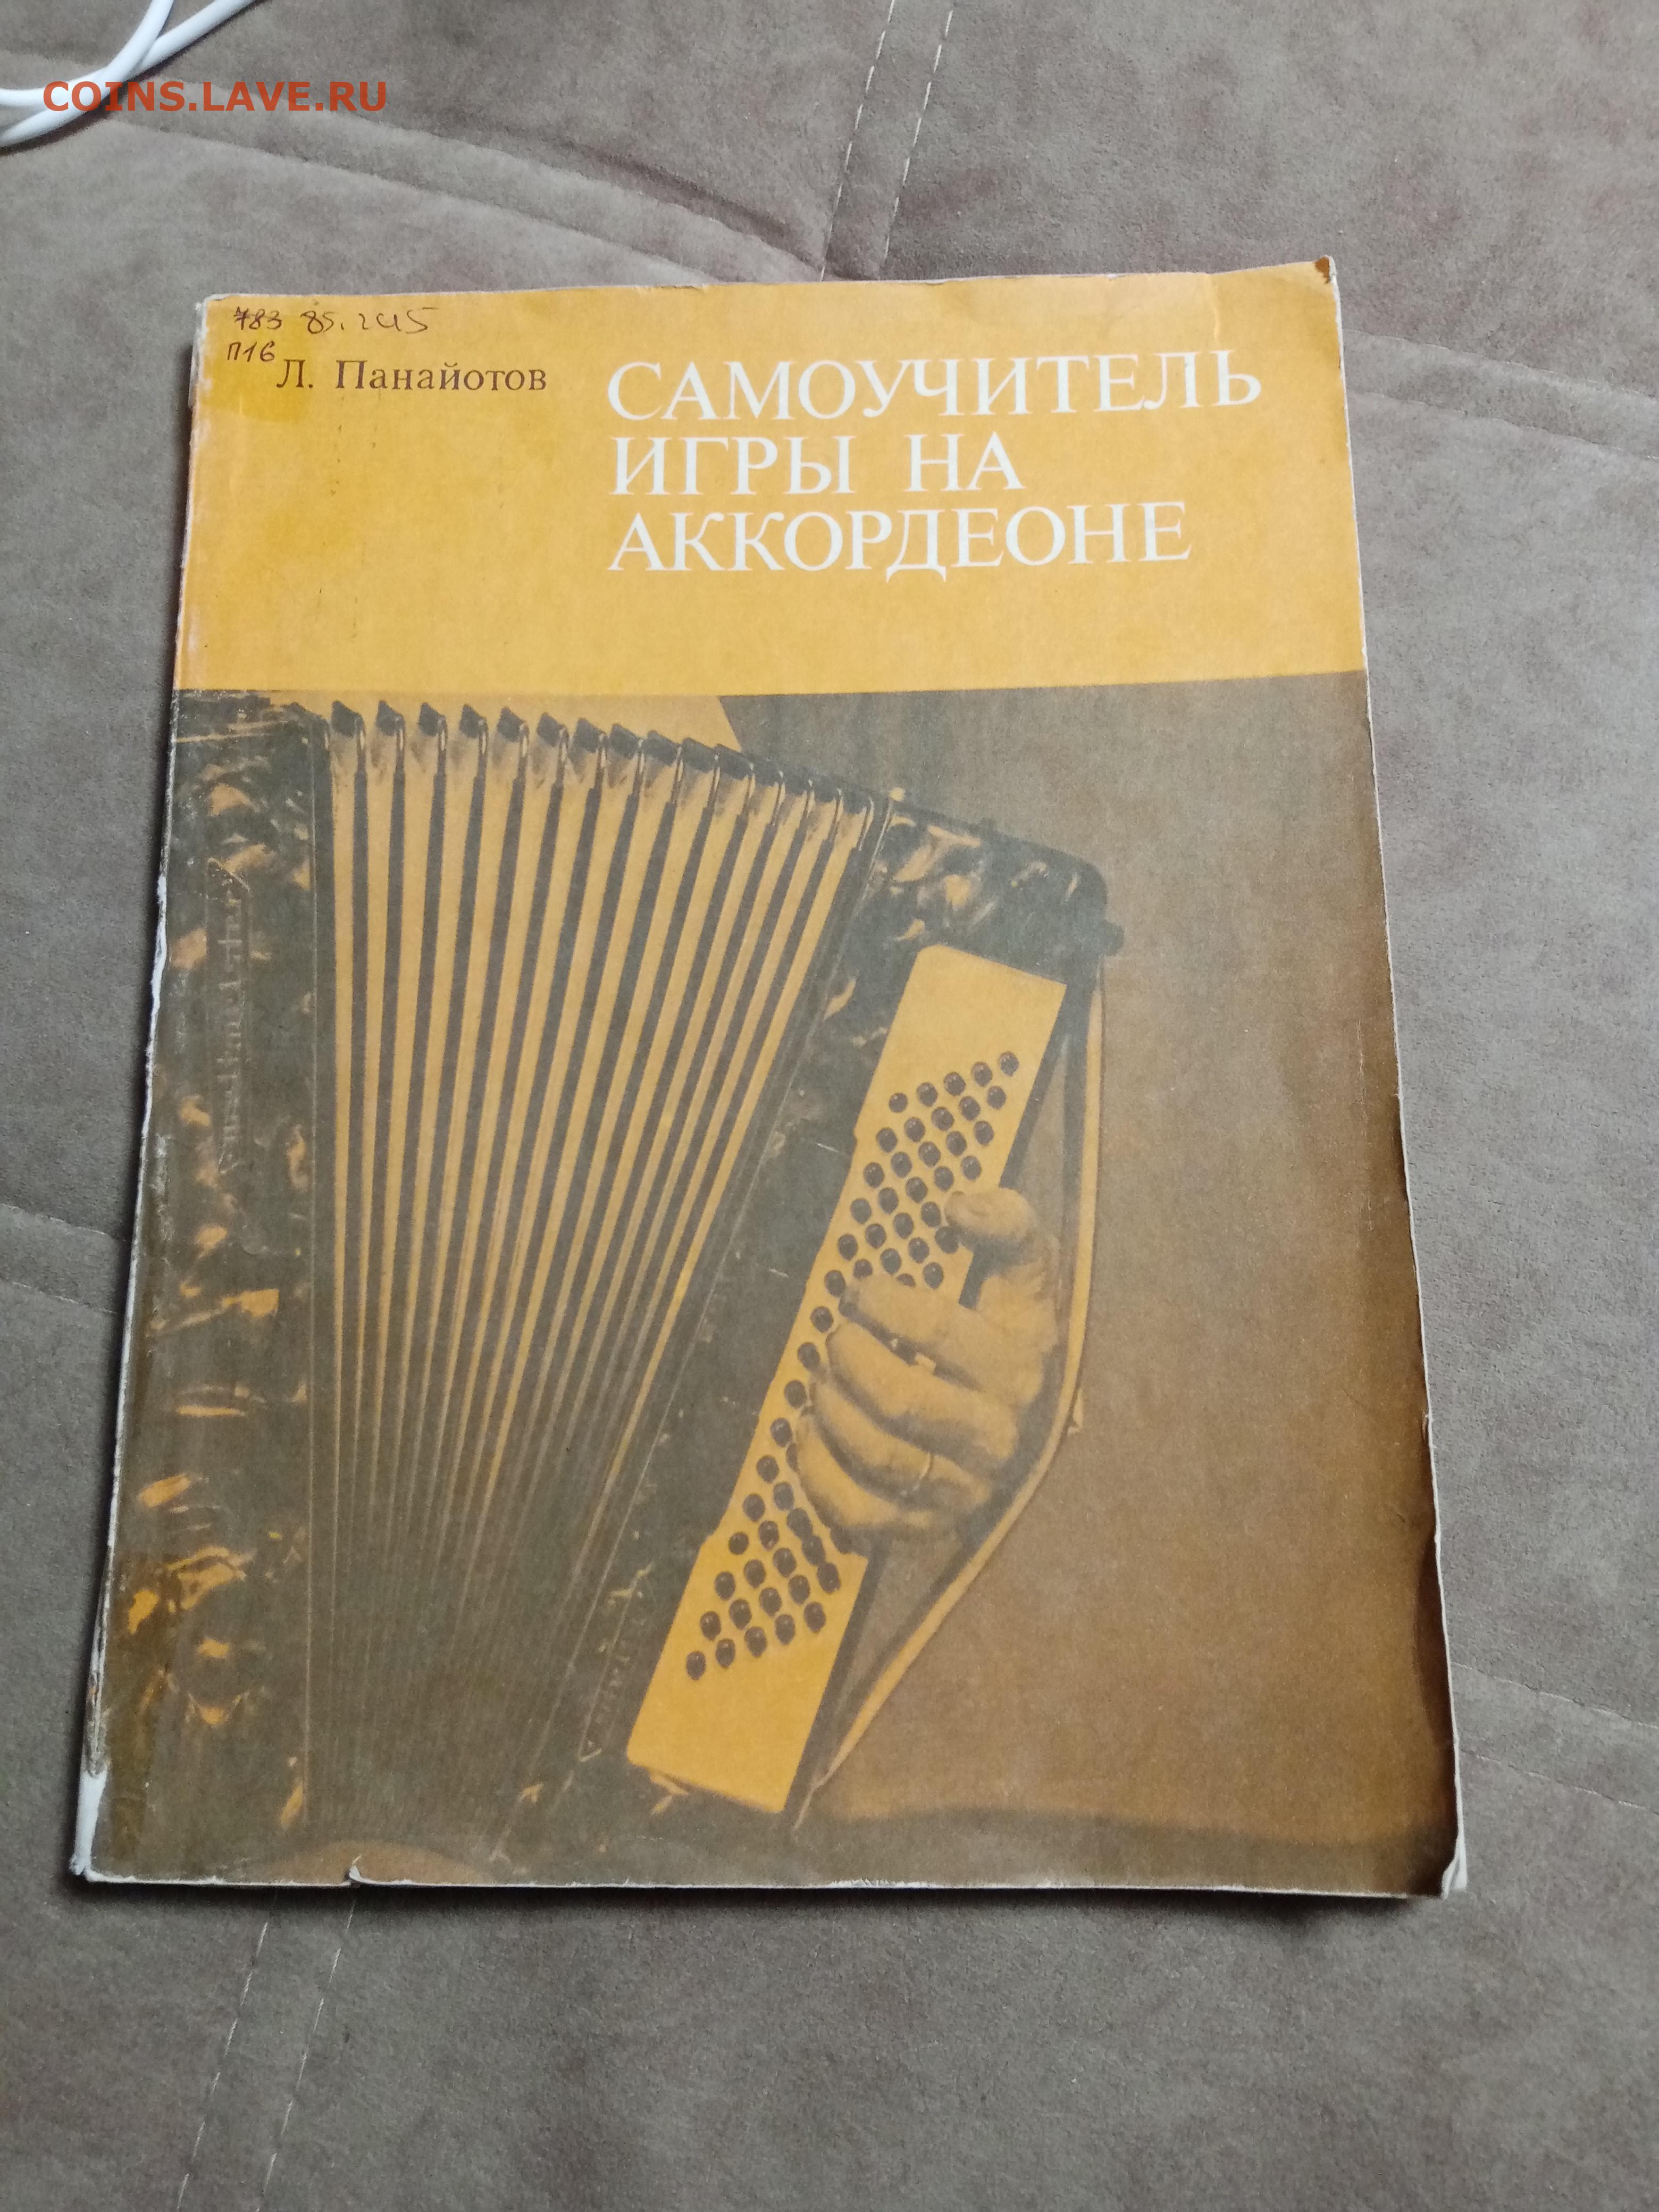 COINS.LAVE.RU
783 85.245
П16
Л. Панайотов
САМОУЧИТЕЛЬ
ИГРЫ НА
АККОРДЕОНЕ